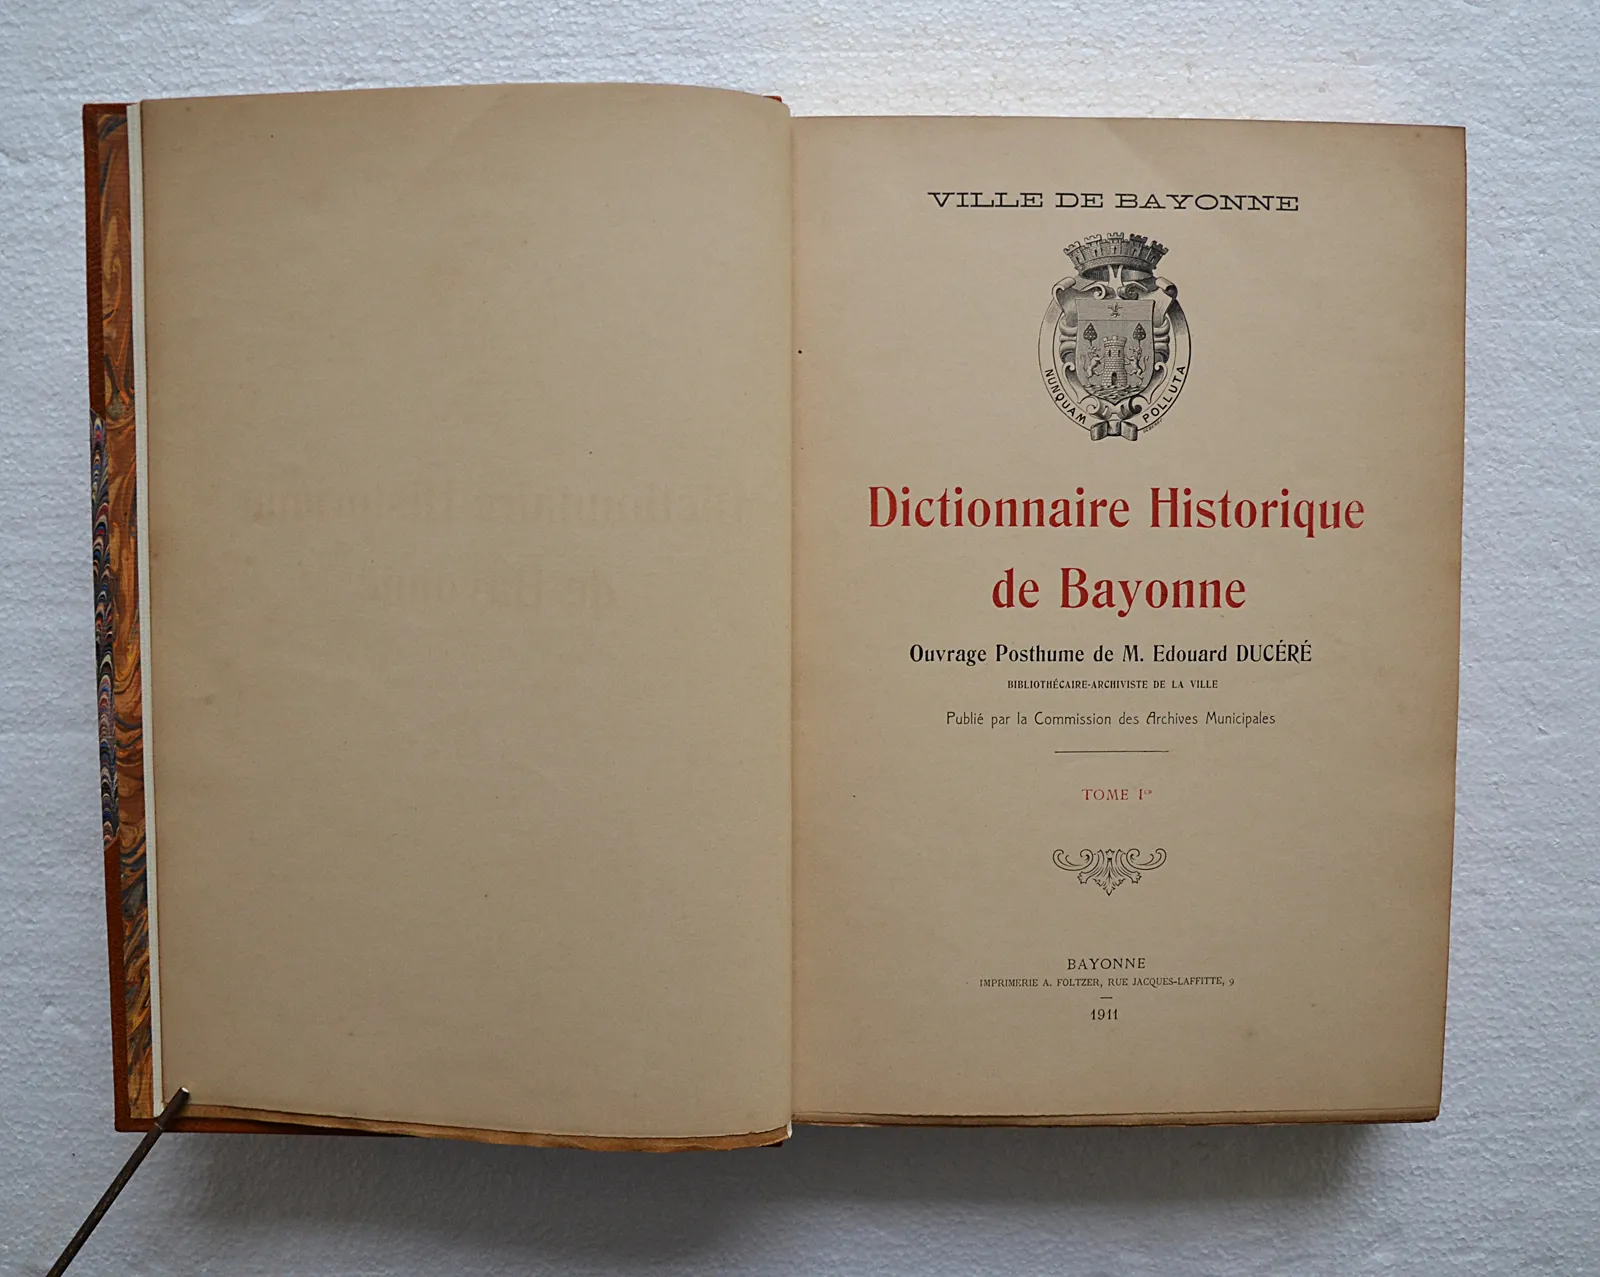 VILLE DE BAYONNE
NUNQUAM POLLUTA
Dictionnaire Historique
de Bayonne
Ouvrage Posthume de M. Edouard DUCÉRÉ
BIBLIOTHÉCAIRE-ARCHIVISTE DE LA VILLE
Publié par la Commission des Archives Municipales
TOME Iᵉʳ
BAYONNE
IMPRIMERIE A. FOLTZER, RUE JACQUES-LAFFITTE, 9
1911